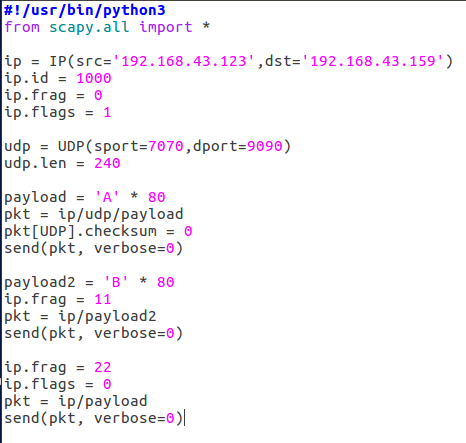 #!/usr/bin/python3
from scapy.all import *
ip = IP(src='192.168.43.123',dst='192.168.43.159')
ip.id = 1000
ip.frag = 0
ip.flags = 1
udp = UDP(sport=7070,dport=9090)
udp.len = 240
payload = 'A' * 80
pkt = ip/udp/payload
pkt[UDP].checksum = 0
send(pkt, verbose=0)
payload2 = 'B' * 80
ip.frag = 11
pkt = ip/payload2
send(pkt, verbose=0)
ip.frag = 22
ip.flags = 0
pkt = ip/payload
send(pkt, verbose=0)